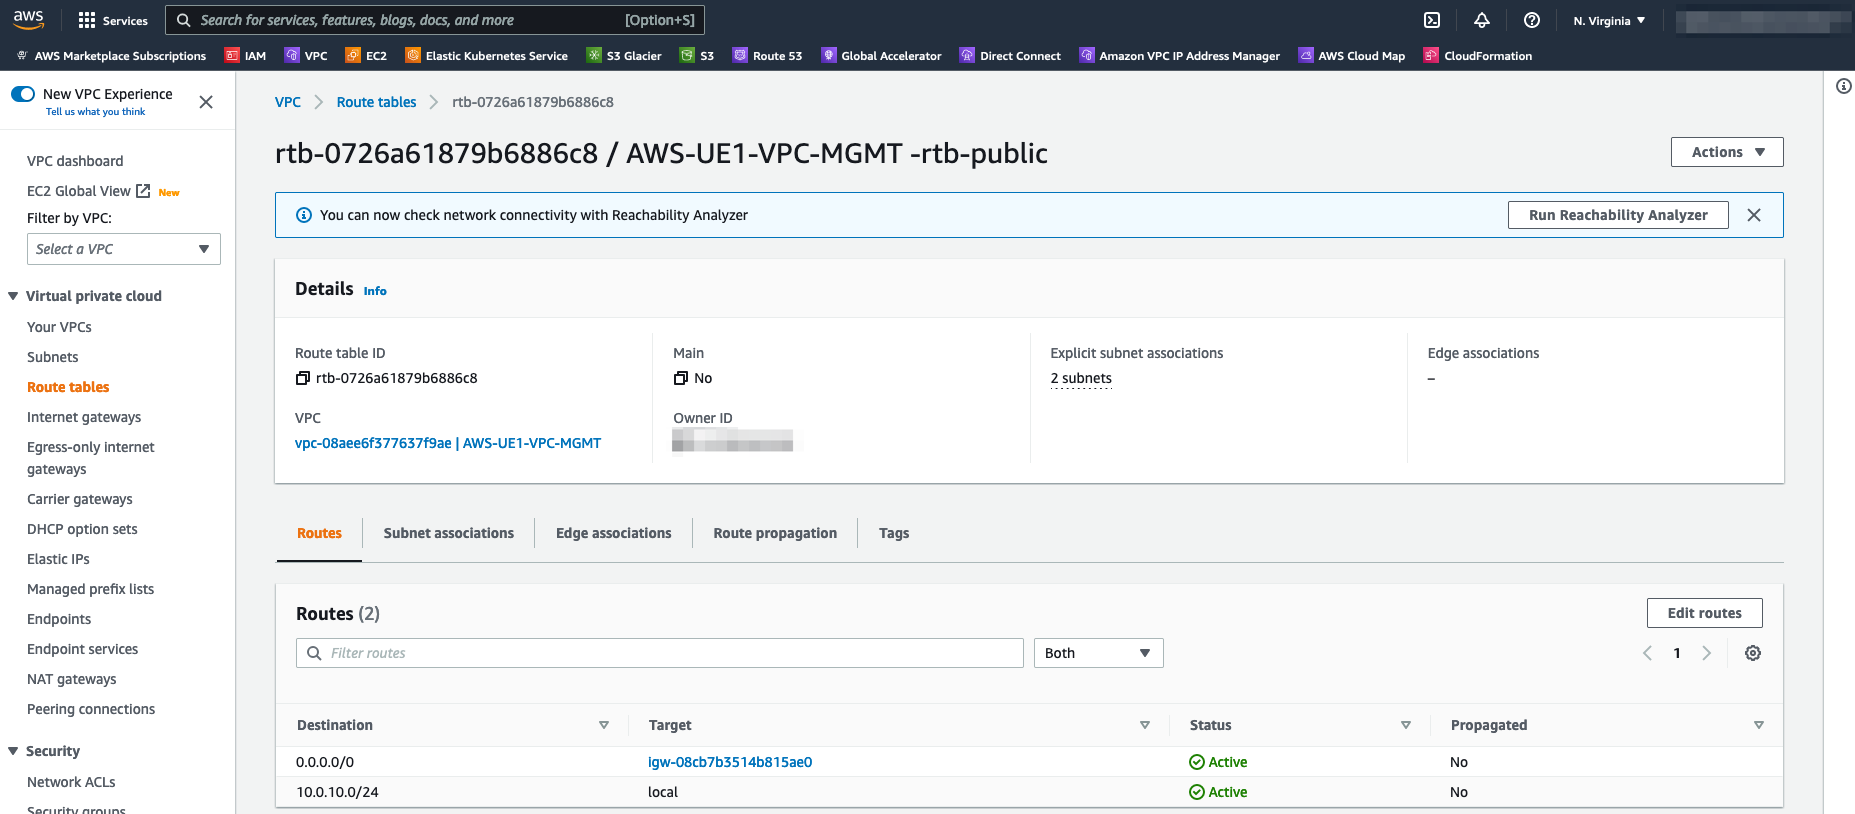 aws Services Search for services, features, blogs, docs, and more [Option+S] N. Virginia
AWS Marketplace Subscriptions IAM VPC EC2 Elastic Kubernetes Service S3 Glacier S3 Route 53 Global Accelerator Direct Connect Amazon VPC IP Address Manager AWS Cloud Map CloudFormation
New VPC Experience
Tell us what you think
VPC dashboard
EC2 Global View New
Filter by VPC:
Select a VPC
Virtual private cloud
Your VPCs
Subnets
Route tables
Internet gateways
Egress-only internet
gateways
Carrier gateways
DHCP option sets
Elastic IPs
Managed prefix lists
Endpoints
Endpoint services
NAT gateways
Peering connections
Security
Network ACLs
Security groups
VPC Route tables rtb-0726a61879b6886c8
rtb-0726a61879b6886c8 / AWS-UE1-VPC-MGMT -rtb-public
Actions
You can now check network connectivity with Reachability Analyzer
Run Reachability Analyzer
Details Info
Route table ID
rtb-0726a61879b6886c8
Main
No
Explicit subnet associations
2 subnets
Edge associations
–
VPC
vpc-08aee6f377637f9ae | AWS-UE1-VPC-MGMT
Owner ID
Routes Subnet associations Edge associations Route propagation Tags
Routes (2)
Edit routes
Filter routes
Both
1
Destination Target Status Propagated
0.0.0.0/0 igw-08cb7b3514b815ae0 Active No
10.0.10.0/24 local Active No